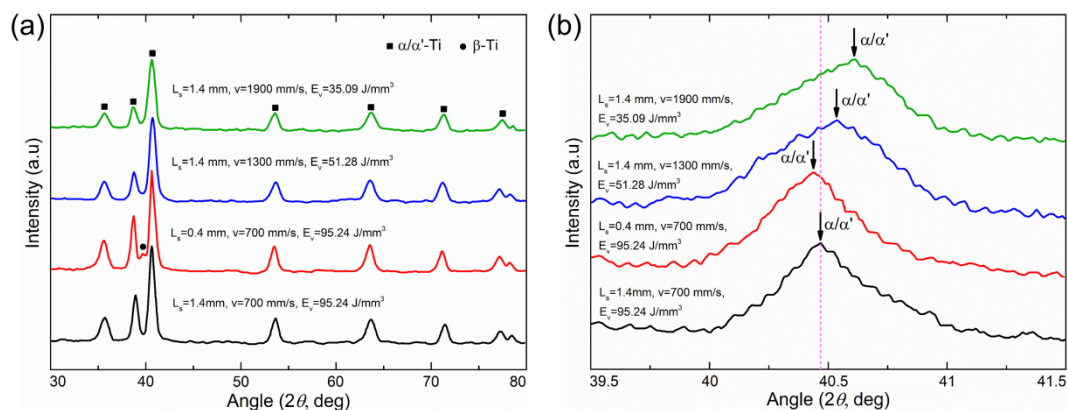 (a)
■ α/α'-Ti ● β-Ti
Lₛ=1.4 mm, v=1900 mm/s, Eᵥ=35.09 J/mm³
Lₛ=1.4 mm, v=1300 mm/s, Eᵥ=51.28 J/mm³
Lₛ=0.4 mm, v=700 mm/s, Eᵥ=95.24 J/mm³
Lₛ=1.4mm, v=700 mm/s, Eᵥ=95.24 J/mm³
Intensity (a.u)
30 40 50 60 70 80
Angle (2θ, deg)
(b)
α/α'
Lₛ=1.4 mm, v=1900 mm/s,
Eᵥ=35.09 J/mm³
α/α'
Lₛ=1.4 mm, v=1300 mm/s,
Eᵥ=51.28 J/mm³
α/α'
Lₛ=0.4 mm, v=700 mm/s,
Eᵥ=95.24 J/mm³
α/α'
Lₛ=1.4mm, v=700 mm/s,
Eᵥ=95.24 J/mm³
Intensity (a.u)
39.5 40 40.5 41 41.5
Angle (2θ, deg)